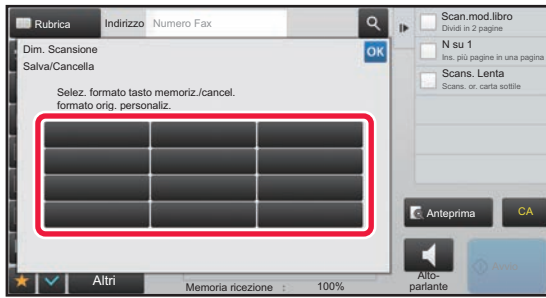 Rubrica
Indirizzo
Numero Fax
Dim. Scansione
OK
Salva/Cancella
Selez. formato tasto memoriz./cancel.
formato orig. personaliz.
Scan.mod.libro
Dividi in 2 pagine
N su 1
Ins. più pagine in una pagina
Scans. Lenta
Scans. or. carta sottile
Anteprima
CA
Altri
Memoria ricezione : 100%
Alto-
parlante
Avvio